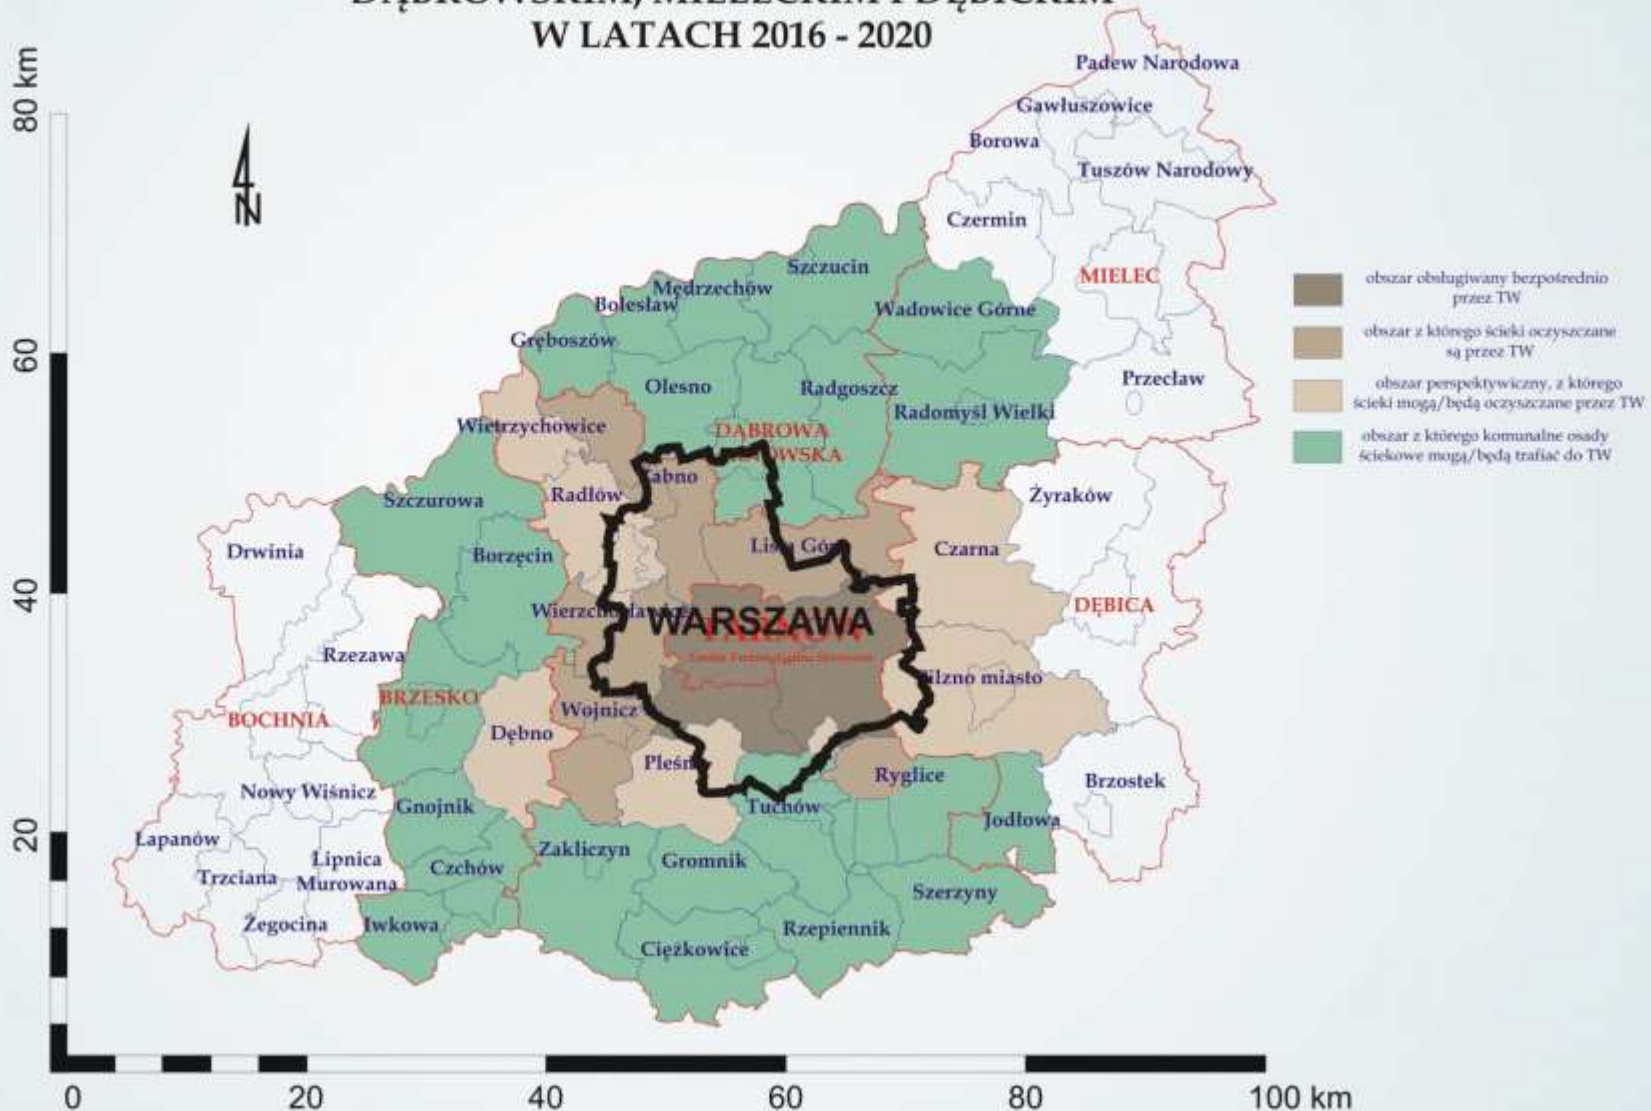 DĄBROWSKIM, MIELECKIM I DĘBICKIM
W LATACH 2016 - 2020
80 km
60
40
20
0
20
40
60
80
100 km
N
Padew Narodowa
Gawłuszowice
Borowa
Tuszów Narodowy
Czermin
MIELEC
Szczucin
Mędrzechów
Bolesław
Wadowice Górne
Gręboszów
Przecław
Olesno
Radgoszcz
Radomyśl Wielki
Wietrzychowice
DĄBROWA
Radłów
Żyraków
Szczurowa
Drwinia
Borzęcin
Czarna
DĘBICA
WARSZAWA
Rzezawa
miasto
BRZESKO
BOCHNIA
Wojnicz
Dębno
Ryglice
Brzostek
Nowy Wiśnicz
Gnojnik
Tuchów
Jodłowa
Łapanów
Zakliczyn
Gromnik
Lipnica
Murowana
Trzciana
Czchów
Szerzyny
Żegocina
Iwkowa
Rzepiennik
Ciężkowice
obszar obsługiwany bezpośrednio
przez TW
obszar z którego ścieki oczyszczane
są przez TW
obszar perspektywiczny, z którego
ścieki mogą/będą oczyszczane przez TW
obszar z którego komunalne osady
ściekowe mogą/będą trafiać do TW